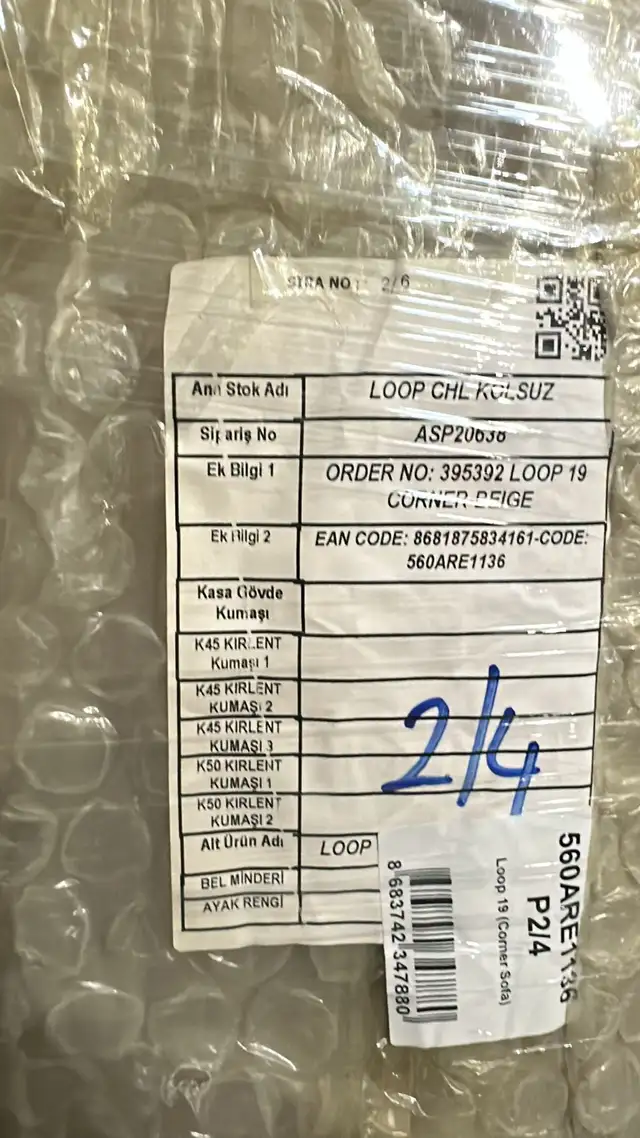 SIRA NO : 2/6
Ana Stok Adı LOOP CHL KOLSUZ
Sipariş No ASP20638
Ek Bilgi 1 ORDER NO: 395392 LOOP 19
CORNER BEIGE
Ek Bilgi 2 EAN CODE: 8681875834161-CODE:
560ARE1136
Kasa Gövde
Kumaşı
K45 KIRLENT
Kumaşı 1
K45 KIRLENT
KUMAŞI 2
K45 KIRLENT
KUMAŞI 3
K50 KIRLENT
KUMAŞI 1
K50 KIRLENT
KUMAŞI 2
2/4
Alt Ürün Adı LOOP
BEL MİNDERİ
AYAK RENGİ
560ARE1136
P2/4
Loop 19 (Corner Sofa)
8 683742 347880